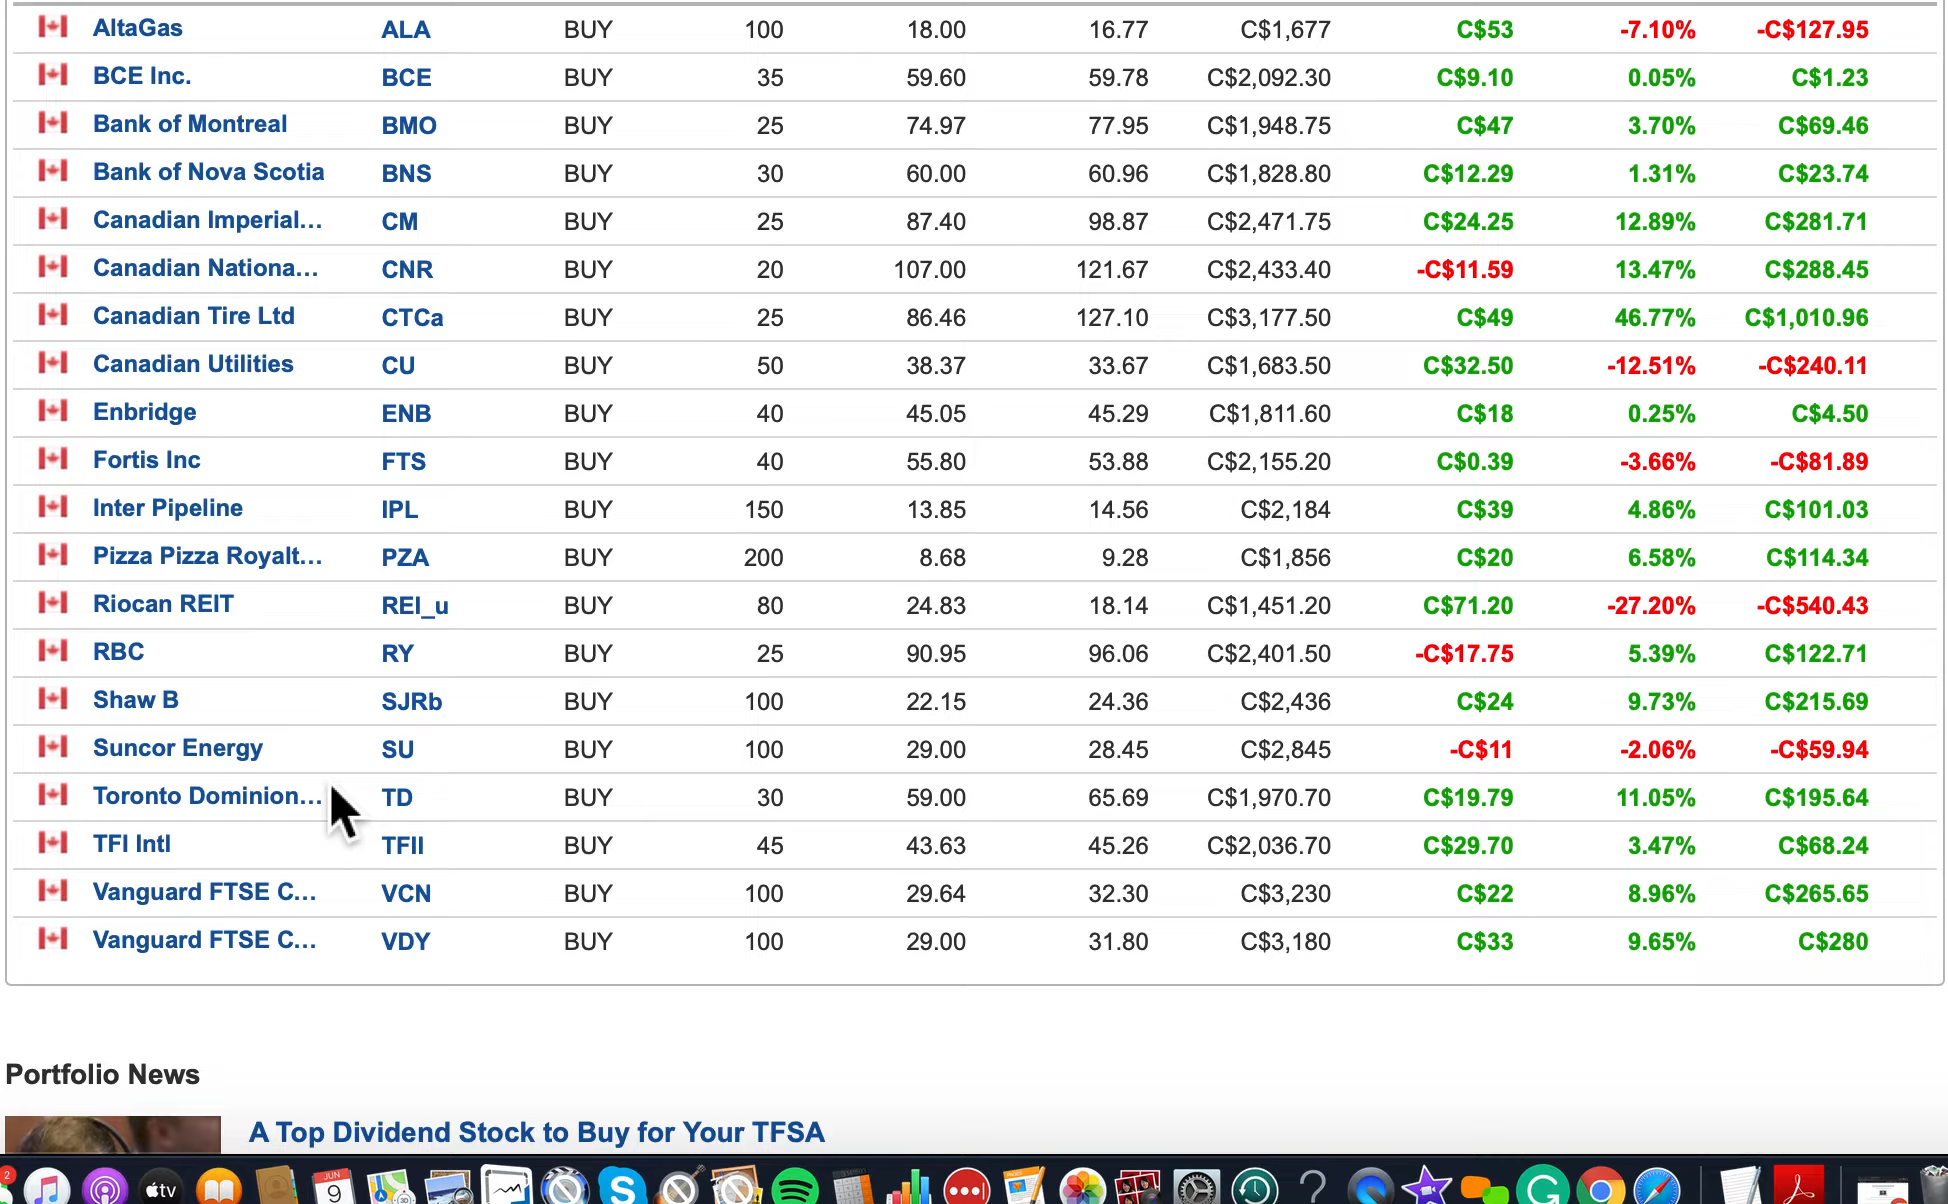 AltaGas ALA BUY 100 18.00 16.77 C$1,677 C$53 -7.10% -C$127.95
BCE Inc. BCE BUY 35 59.60 59.78 C$2,092.30 C$9.10 0.05% C$1.23
Bank of Montreal BMO BUY 25 74.97 77.95 C$1,948.75 C$47 3.70% C$69.46
Bank of Nova Scotia BNS BUY 30 60.00 60.96 C$1,828.80 C$12.29 1.31% C$23.74
Canadian Imperial... CM BUY 25 87.40 98.87 C$2,471.75 C$24.25 12.89% C$281.71
Canadian Nationa... CNR BUY 20 107.00 121.67 C$2,433.40 -C$11.59 13.47% C$288.45
Canadian Tire Ltd CTCa BUY 25 86.46 127.10 C$3,177.50 C$49 46.77% C$1,010.96
Canadian Utilities CU BUY 50 38.37 33.67 C$1,683.50 C$32.50 -12.51% -C$240.11
Enbridge ENB BUY 40 45.05 45.29 C$1,811.60 C$18 0.25% C$4.50
Fortis Inc FTS BUY 40 55.80 53.88 C$2,155.20 C$0.39 -3.66% -C$81.89
Inter Pipeline IPL BUY 150 13.85 14.56 C$2,184 C$39 4.86% C$101.03
Pizza Pizza Royalt... PZA BUY 200 8.68 9.28 C$1,856 C$20 6.58% C$114.34
Riocan REIT REI_u BUY 80 24.83 18.14 C$1,451.20 C$71.20 -27.20% -C$540.43
RBC RY BUY 25 90.95 96.06 C$2,401.50 -C$17.75 5.39% C$122.71
Shaw B SJRb BUY 100 22.15 24.36 C$2,436 C$24 9.73% C$215.69
Suncor Energy SU BUY 100 29.00 28.45 C$2,845 -C$11 -2.06% -C$59.94
Toronto Dominion... TD BUY 30 59.00 65.69 C$1,970.70 C$19.79 11.05% C$195.64
TFI Intl TFII BUY 45 43.63 45.26 C$2,036.70 C$29.70 3.47% C$68.24
Vanguard FTSE C... VCN BUY 100 29.64 32.30 C$3,230 C$22 8.96% C$265.65
Vanguard FTSE C... VDY BUY 100 29.00 31.80 C$3,180 C$33 9.65% C$280
Portfolio News
A Top Dividend Stock to Buy for Your TFSA
2 tv JUN 9 3D S ? G